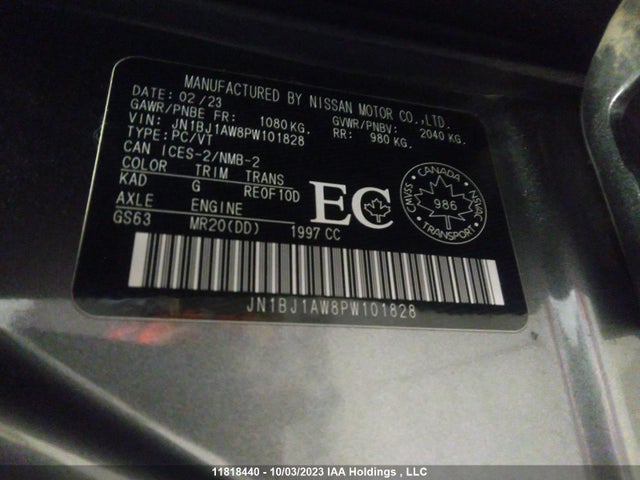 MANUFACTURED BY NISSAN MOTOR CO.,LTD.
DATE: 02/23 GVWR/PNBV: 2040 KG.
GAWR/PNBE FR: 1080 KG. RR: 980 KG.
VIN: JN1BJ1AW8PW101828
TYPE: PC/VT
CAN ICES-2/NMB-2
COLOR TRIM TRANS
KAD G RE0F10D
AXLE ENGINE
GS63 MR20(DD) 1997 CC
EC
CANADA
CMVSS 986 NSVAC
TRANSPORT
JN1BJ1AW8PW101828
11818440 - 10/03/2023 IAA Holdings , LLC